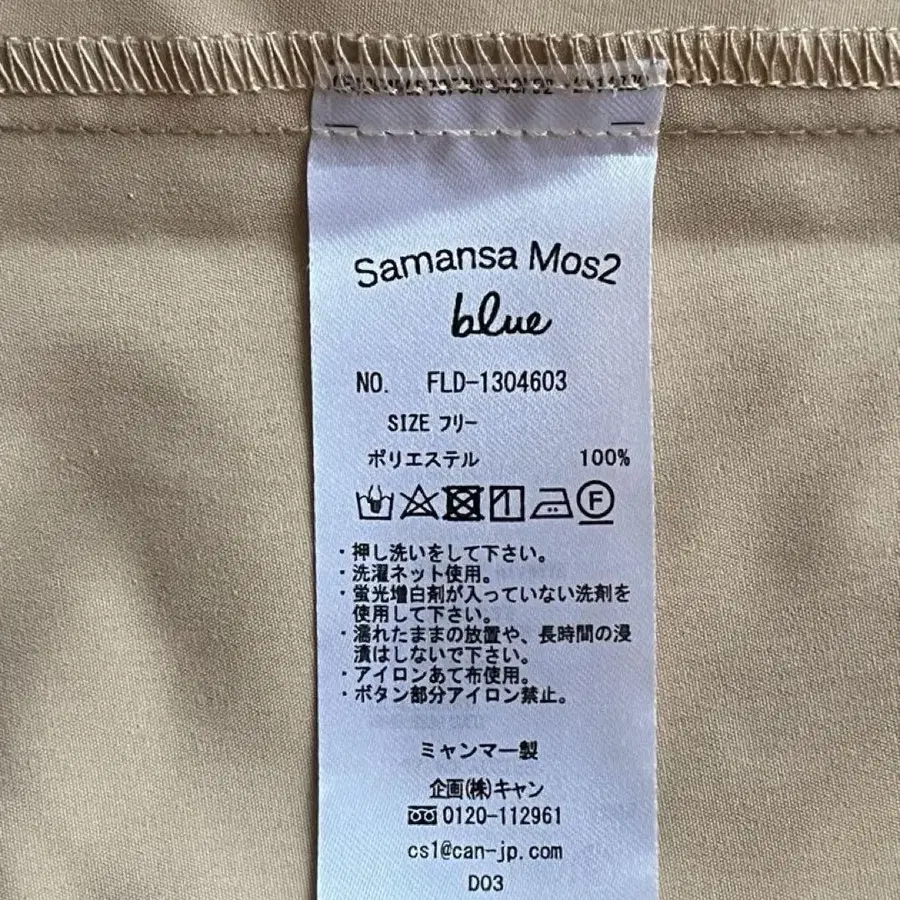 Samansa Mos2
blue
NO. FLD-1304603
SIZE フリー
ポリエステル 100%
F
・押し洗いをして下さい。
・洗濯ネット使用。
・蛍光増白剤が入っていない洗剤を
使用して下さい。
・濡れたままの放置や、長時間の浸
漬はしないで下さい。
・アイロンあて布使用。
・ボタン部分アイロン禁止。
ミャンマー製
企画(株)キャン
0120-112961
cs1@can-jp.com
D03